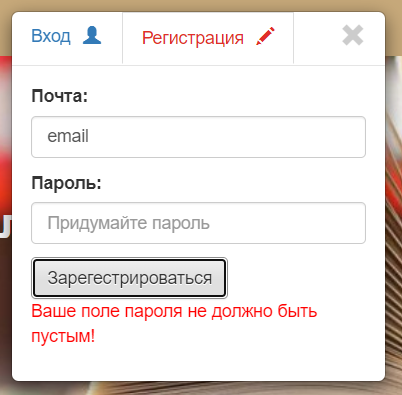 Вход
Регистрация
Почта:
email
Пароль:
Придумайте пароль
Зарегестрироваться
Ваше поле пароля не должно быть
пустым!